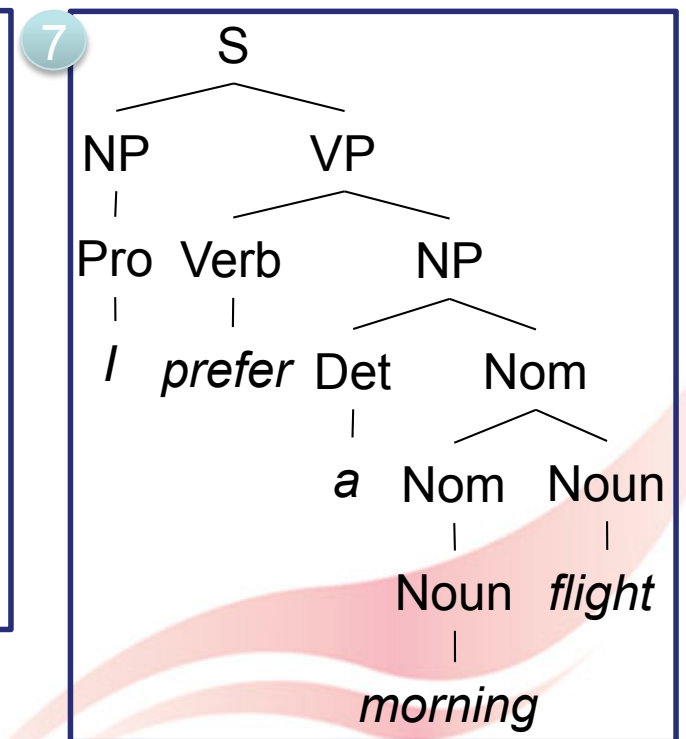 7
S
NP VP
Pro Verb NP
I prefer Det Nom
a Nom Noun
Noun flight
morning